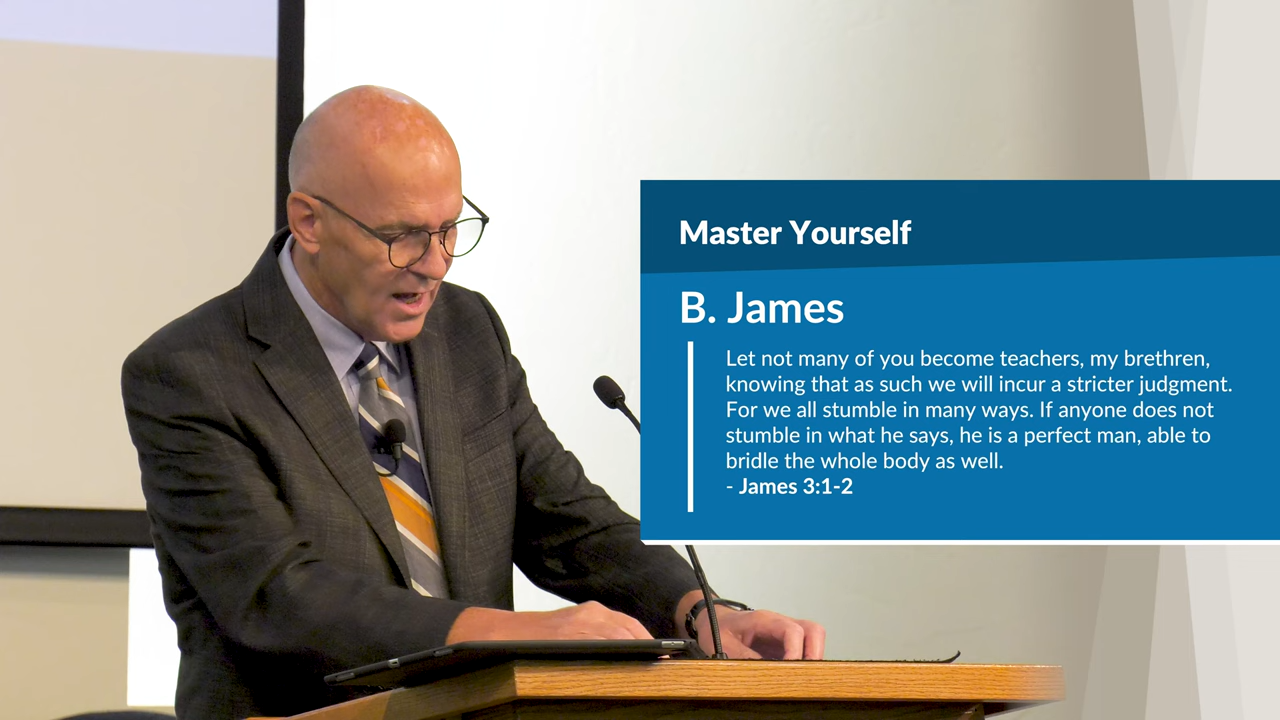 Master Yourself
B. James
Let not many of you become teachers, my brethren,
knowing that as such we will incur a stricter judgment.
For we all stumble in many ways. If anyone does not
stumble in what he says, he is a perfect man, able to
bridle the whole body as well.
- James 3:1-2